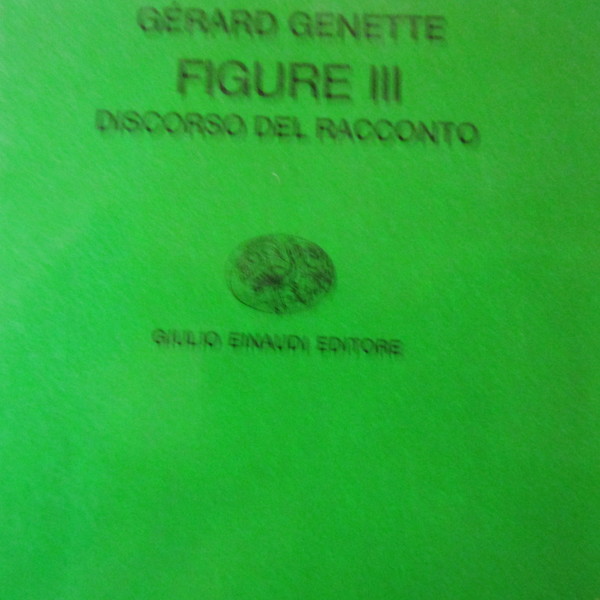 GÉRARD GENETTE
FIGURE III
DISCORSO DEL RACCONTO
GIULIO EINAUDI EDITORE